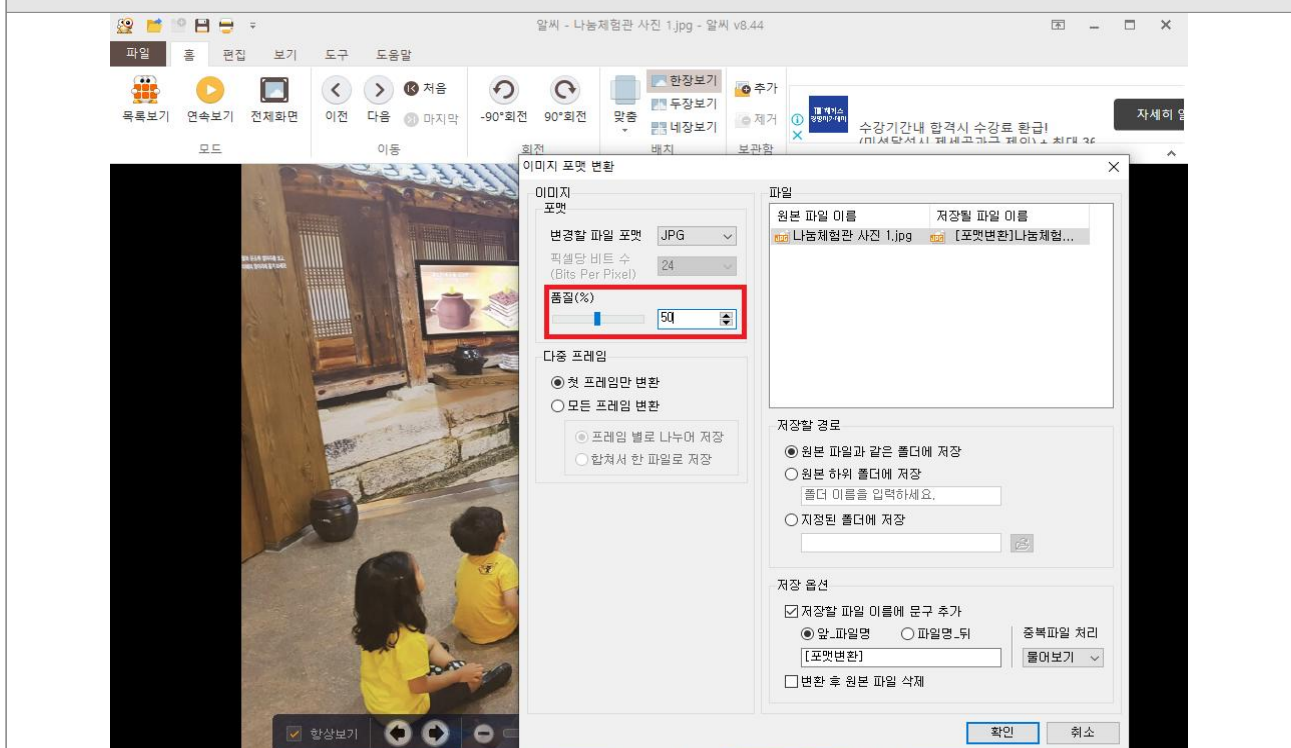 알씨 - 나눔체험관 사진 1.jpg - 알씨 v8.44
파일 홈 편집 보기 도구 도움말
목록보기 연속보기 전체화면
모드
이전 다음 처음 마지막
이동
-90°회전 90°회전
회전
맞춤 한장보기
두장보기
네장보기
배치
추가
제거
보관함
수강기간내 합격시 수강료 환급!
자세히
이미지 포맷 변환
이미지
포맷
변경할 파일 포맷 JPG
픽셀당 비트 수
(Bits Per Pixel) 24
품질(%)
50
다중 프레임
첫 프레임만 변환
모든 프레임 변환
프레임 별로 나누어 저장
합쳐서 한 파일로 저장
파일
원본 파일 이름 저장될 파일 이름
나눔체험관 사진 1.jpg [포맷변환]나눔체험...
저장할 경로
원본 파일과 같은 폴더에 저장
원본 하위 폴더에 저장
폴더 이름을 입력하세요.
지정된 폴더에 저장
저장 옵션
저장할 파일 이름에 문구 추가
앞_파일명 파일명_뒤
[포맷변환]
중복파일 처리
물어보기
변환 후 원본 파일 삭제
확인 취소
항상보기